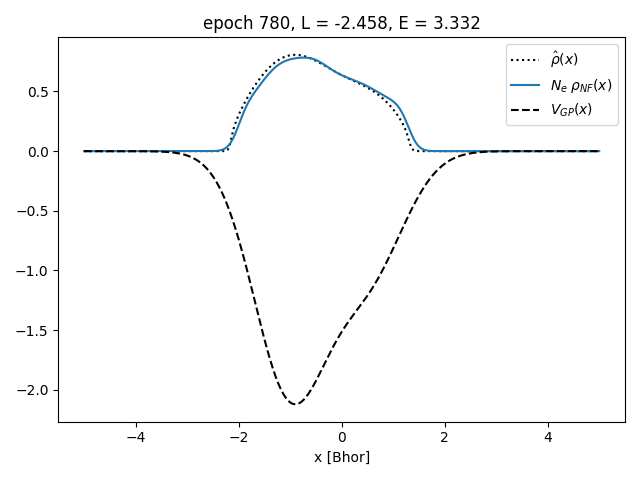 epoch 780, L = -2.458, E = 3.332
ρ̂(x)
N_e ρ_NF(x)
V_GP(x)
0.5
0.0
−0.5
−1.0
−1.5
−2.0
−4 −2 0 2 4
x [Bhor]